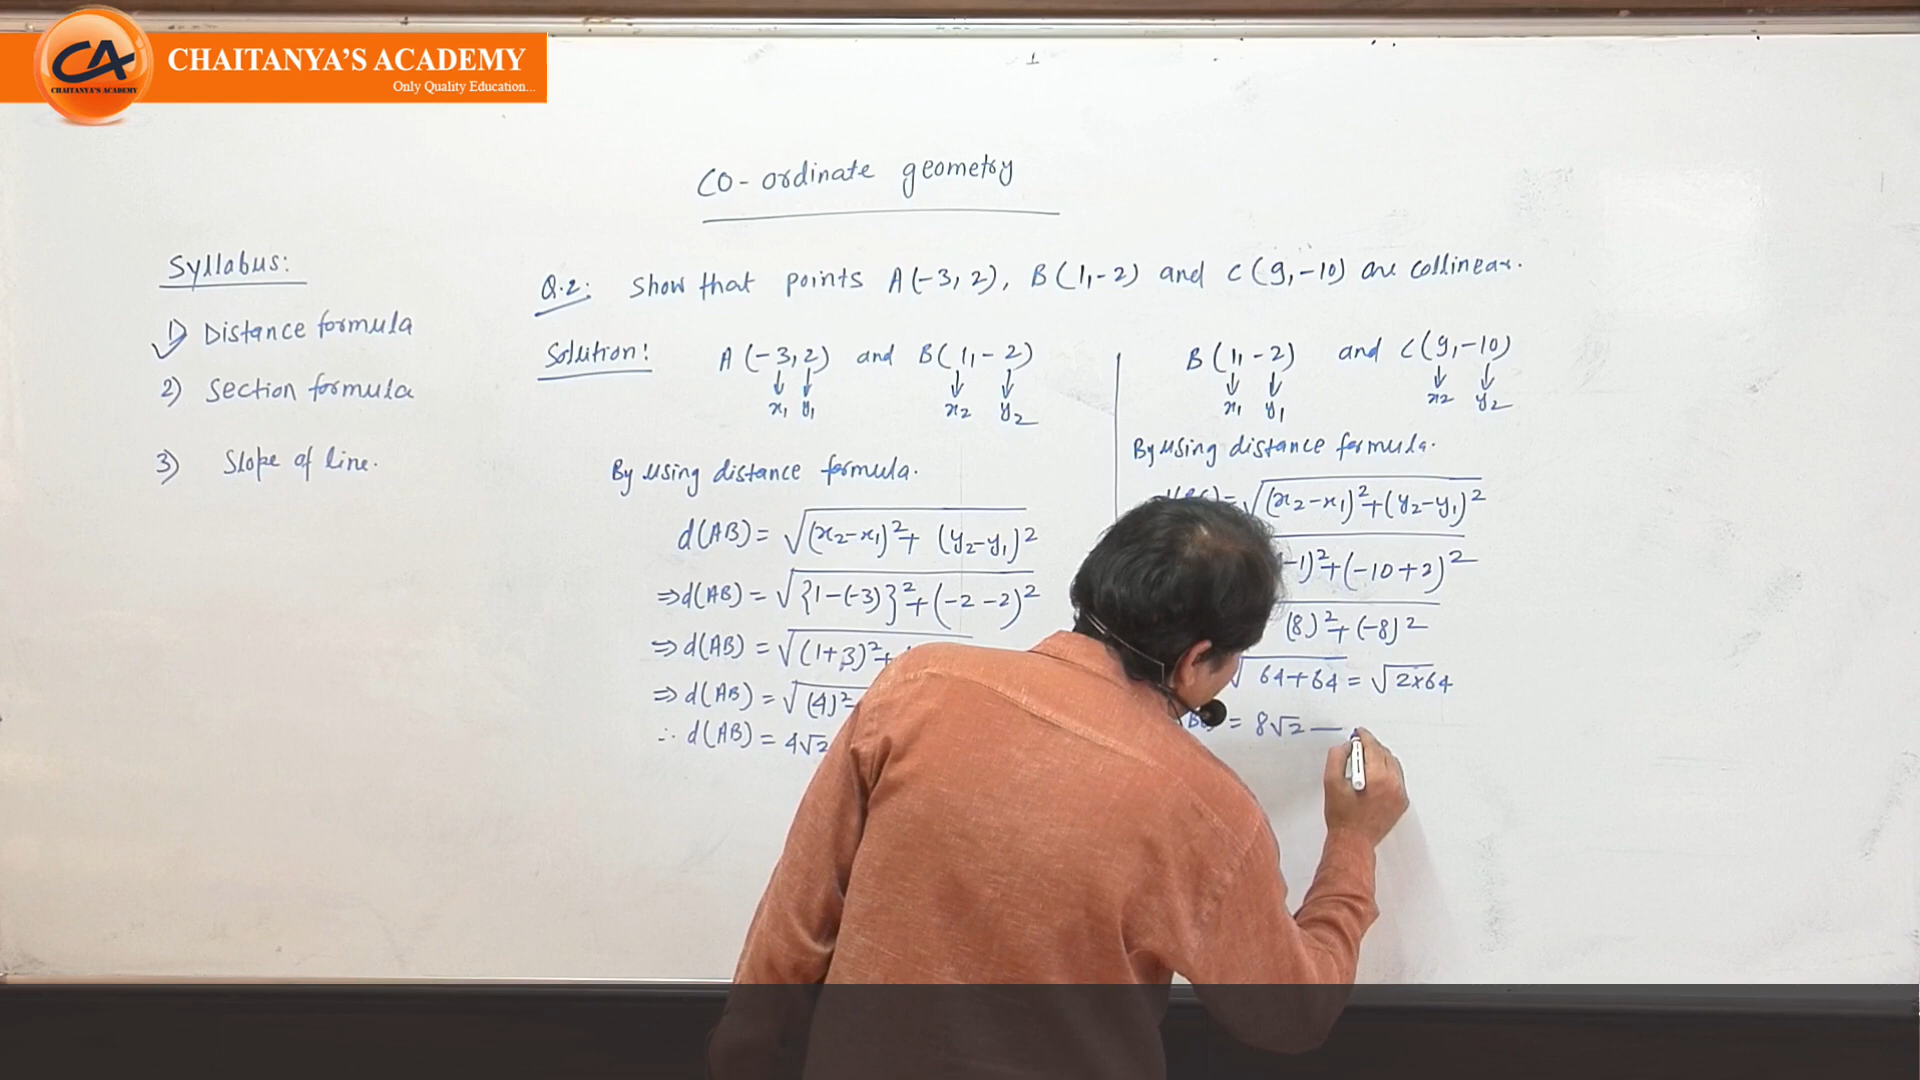 CA
CHAITANYA'S ACADEMY
CHAITANYA'S ACADEMY
Only Quality Education...
CO-ordinate geometry
Syllabus:
1) Distance formula
2) Section formula
3) Slope of line.
Q.2: Show that points A(-3, 2), B(1,-2) and C(9,-10) are collinear.
Solution: A(-3,2) and B(1,-2)
x₁ y₁ x₂ y₂
By using distance formula.
d(AB) = √(x₂-x₁)²+ (y₂-y₁)²
⇒d(AB) = √{1-(-3)}²+(-2-2)²
⇒d(AB) = √(1+3)²+
⇒d(AB) = √(4)²
∴ d(AB) = 4√2
B(1,-2) and C(9,-10)
x₁ y₁ x₂ y₂
By using distance formula.
√(x₂-x₁)²+(y₂-y₁)²
-1)²+(-10+2)²
(8)²+(-8)²
√64+64 = √2x64
= 8√2 —